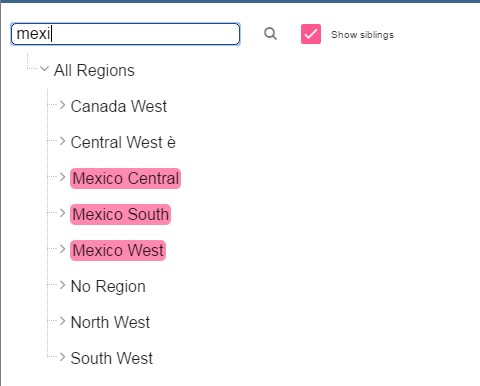 mexi
Show siblings
All Regions
Canada West
Central West è
Mexico Central
Mexico South
Mexico West
No Region
North West
South West